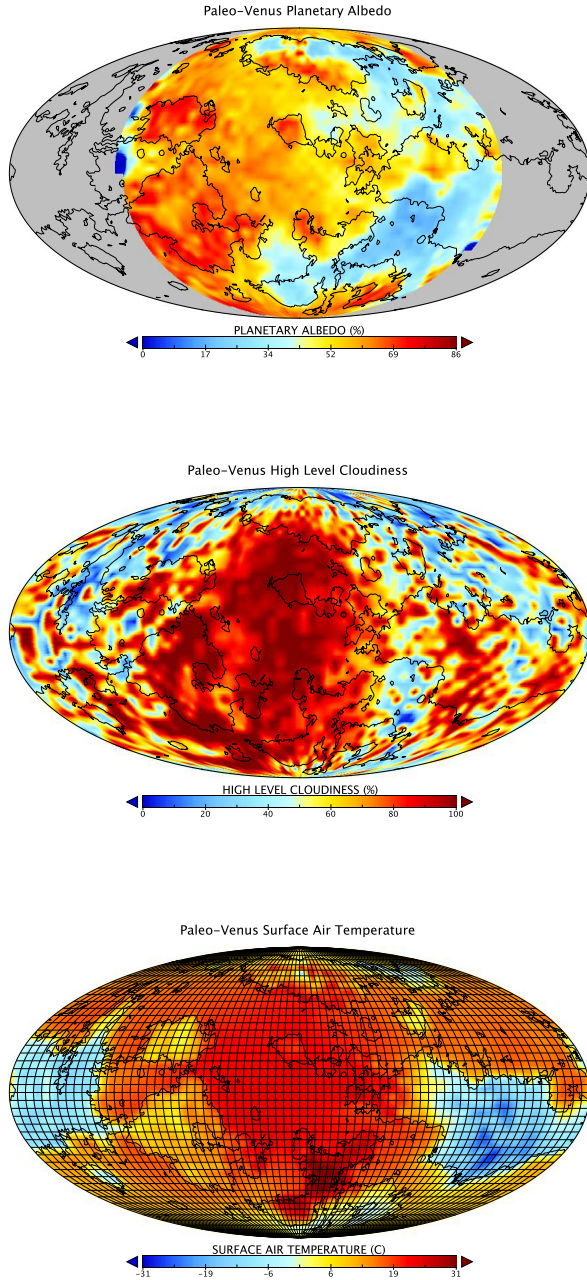 Paleo-Venus Planetary Albedo
PLANETARY ALBEDO (%)
0 17 34 52 69 86
Paleo-Venus High Level Cloudiness
HIGH LEVEL CLOUDINESS (%)
0 20 40 60 80 100
Paleo-Venus Surface Air Temperature
SURFACE AIR TEMPERATURE (C)
-31 -19 -6 6 19 31